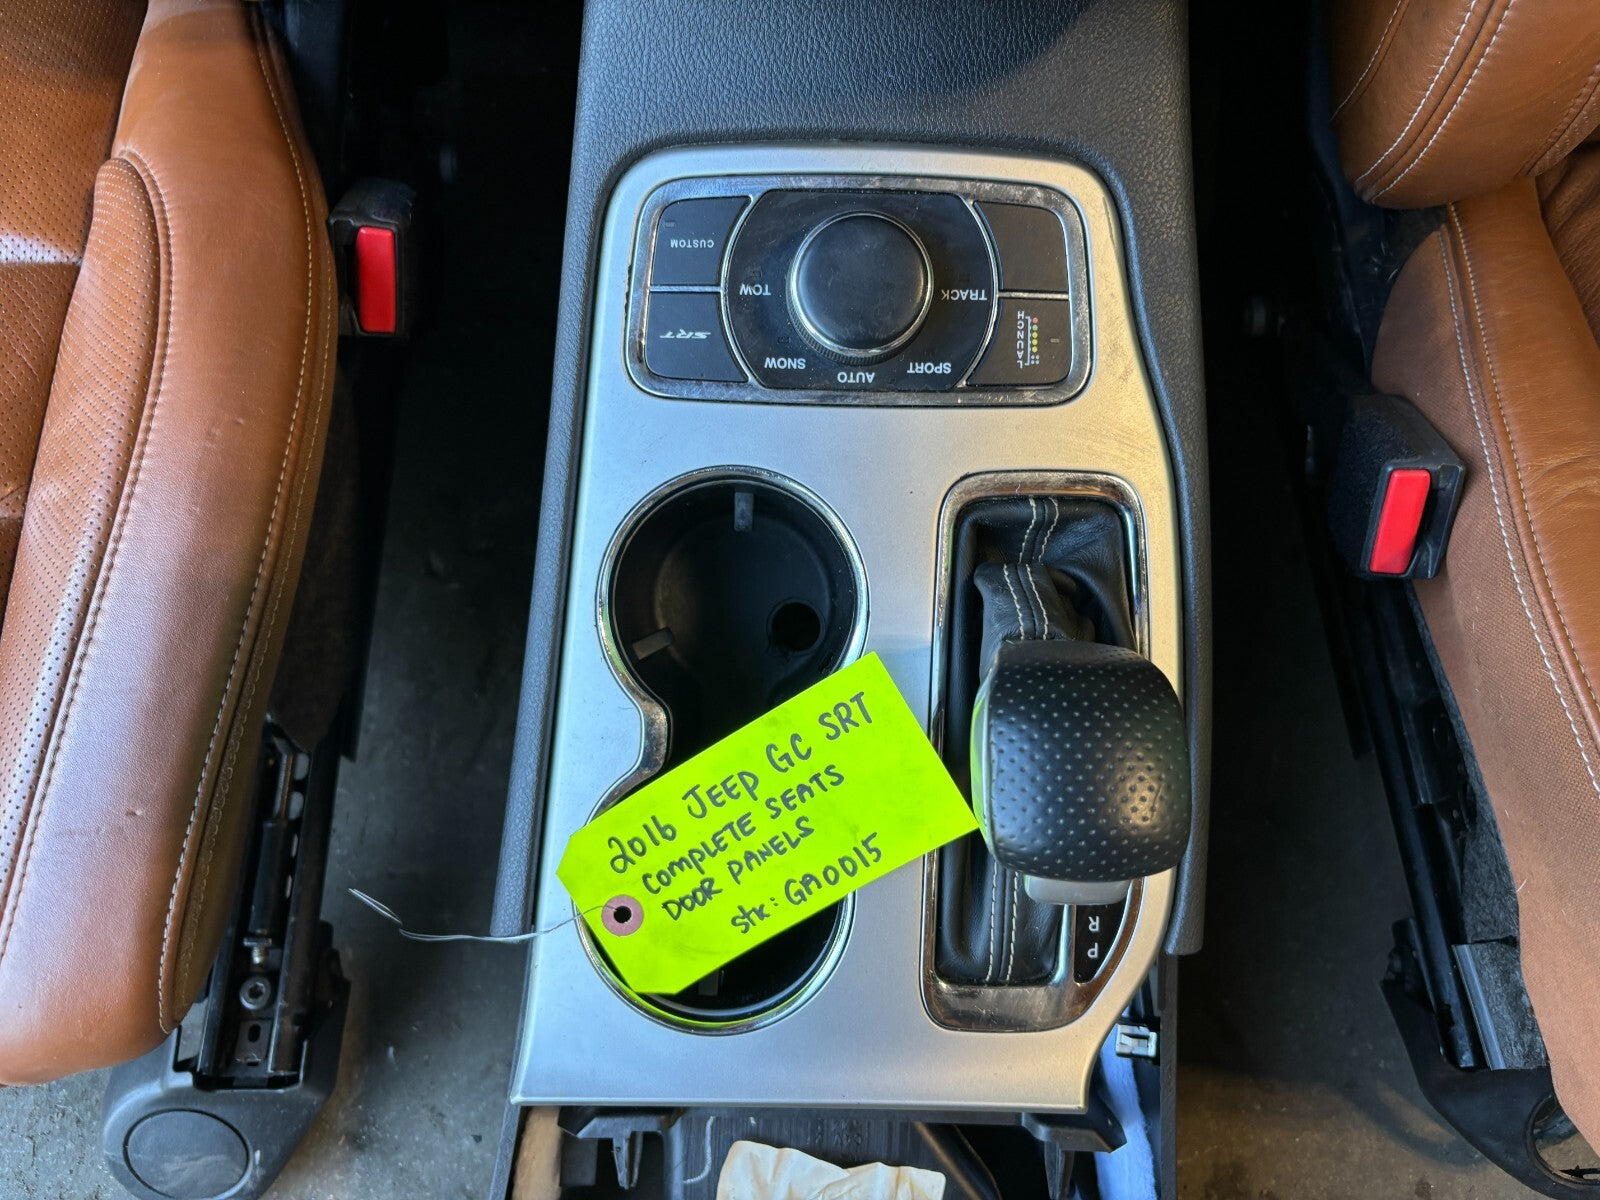 CUSTOM
TOW
TRACK
SRT
SNOW
AUTO
SPORT
LAUNCH
2016 JEEP GC SRT
COMPLETE SEATS
DOOR PANELS
stk: GA0015
R
P